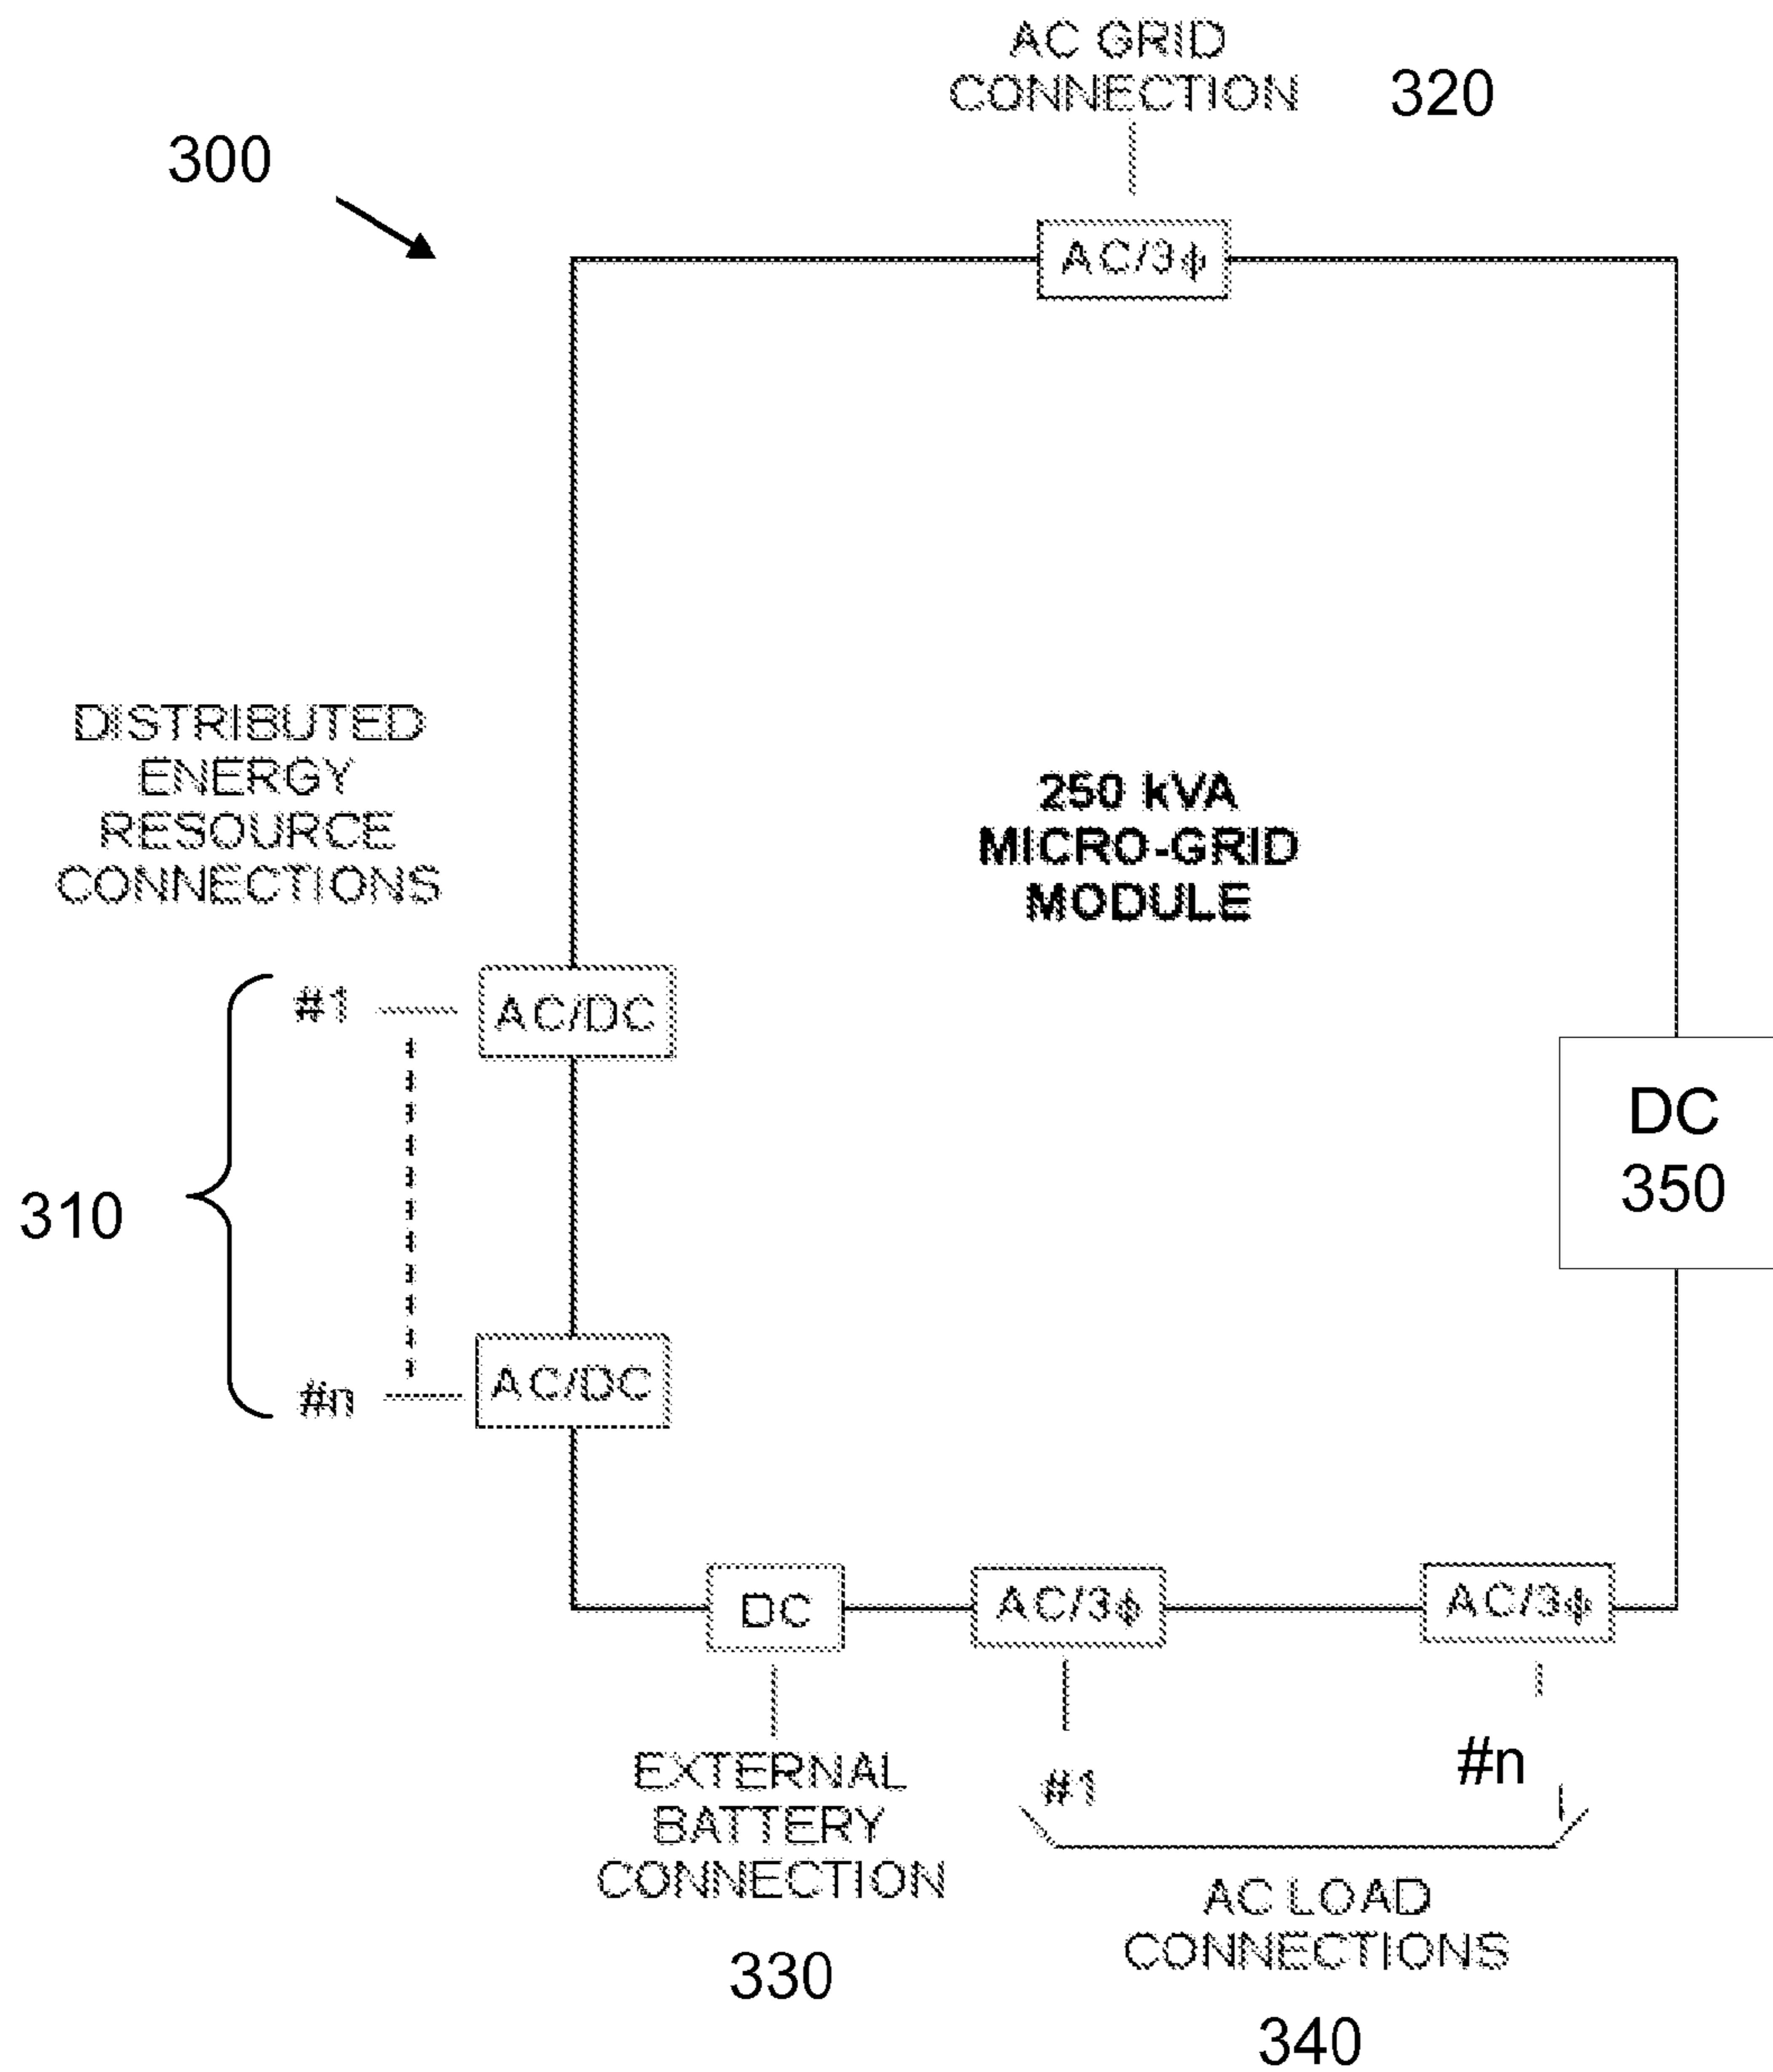 AC GRID
CONNECTION
320
300
AC/3ϕ
DISTRIBUTED
ENERGY
RESOURCE
CONNECTIONS
250 kVA
MICRO-GRID
MODULE
#1
AC/DC
DC
350
310
#n
AC/DC
DC
AC/3ϕ
AC/3ϕ
EXTERNAL
BATTERY
CONNECTION
330
#1
#n
AC LOAD
CONNECTIONS
340